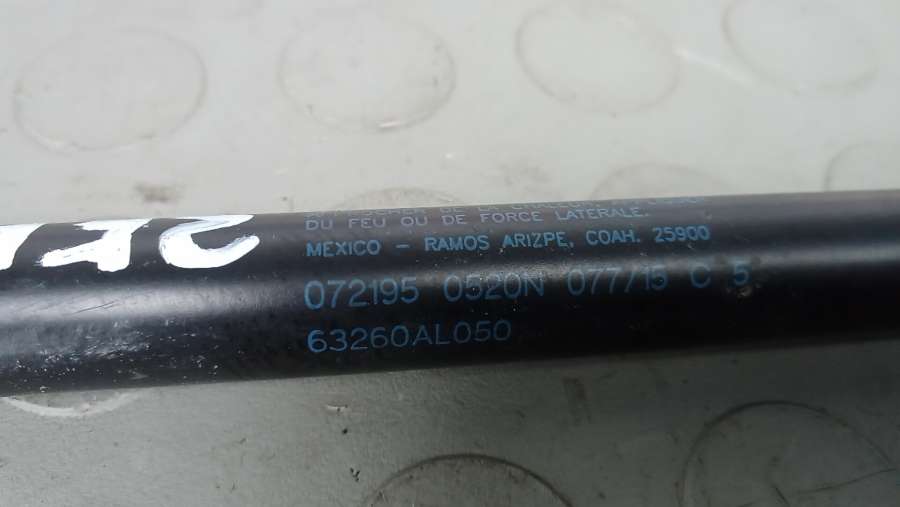 DU FEU OU DE FORCE LATERALE.
MEXICO - RAMOS ARIZPE, COAH. 25900
072195 0520N 077/15 C 5
63260AL050